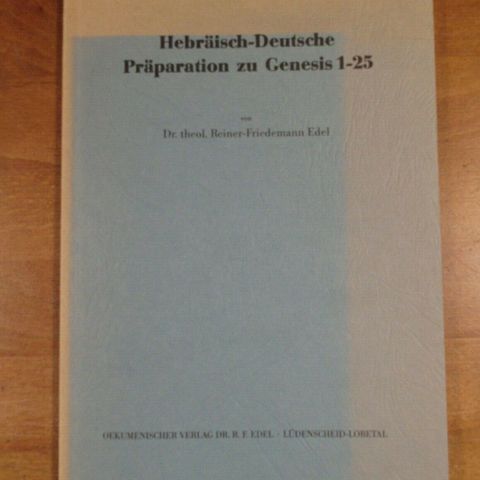 Hebräisch-Deutsche
Präparation zu Genesis 1-25
von
Dr. theol. Reiner-Friedemann Edel
OEKUMENISCHER VERLAG DR. R. F. EDEL · LÜDENSCHEID-LOBETAL